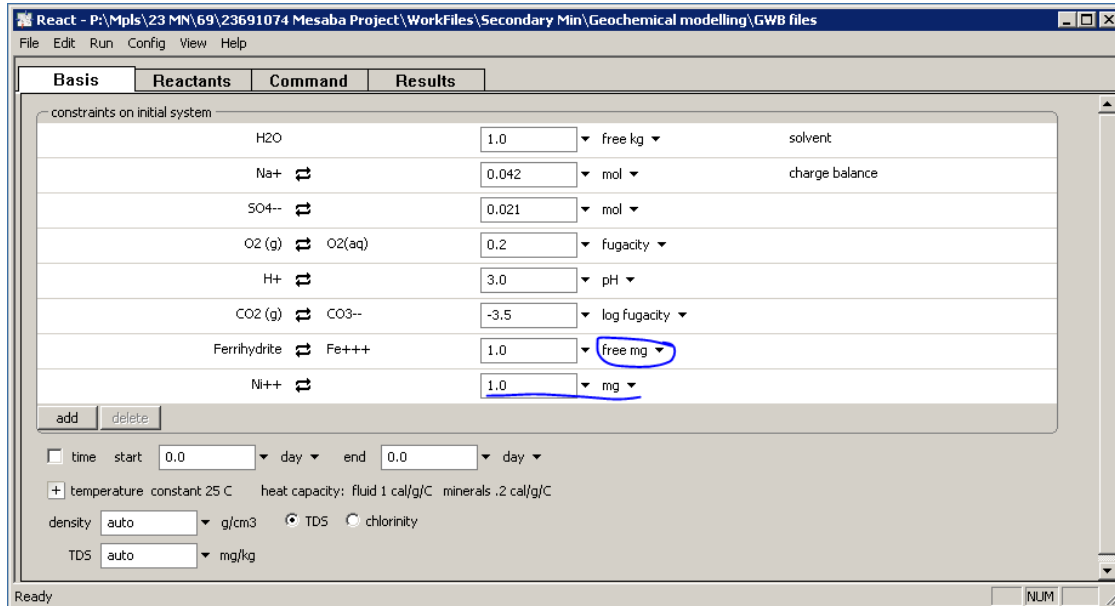 React - P:\Mpls\23 MN\69\23691074 Mesaba Project\WorkFiles\Secondary Min\Geochemical modelling\GWB files
File Edit Run Config View Help
Basis Reactants Command Results
constraints on initial system
H2O 1.0 free kg solvent
Na+ 0.042 mol charge balance
SO4-- 0.021 mol
O2 (g) O2(aq) 0.2 fugacity
H+ 3.0 pH
CO2 (g) CO3-- -3.5 log fugacity
Ferrihydrite Fe+++ 1.0 free mg
Ni++ 1.0 mg
add delete
time start 0.0 day end 0.0 day
+ temperature constant 25 C heat capacity: fluid 1 cal/g/C minerals .2 cal/g/C
density auto g/cm3 TDS chlorinity
TDS auto mg/kg
Ready NUM